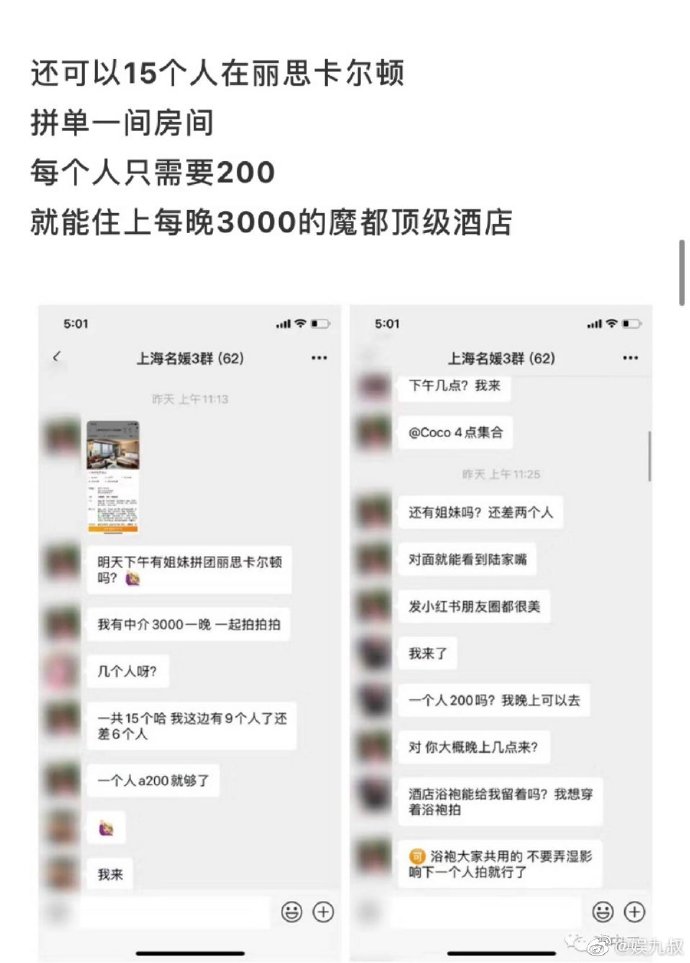 还可以15个人在丽思卡尔顿
拼单一间房间
每个人只需要200
就能住上每晚3000的魔都顶级酒店
5:01
上海名媛3群 (62)
昨天 上午11:13
明天下午有姐妹拼团丽思卡尔顿
吗?
我有中介3000一晚 一起拍拍拍
几个人呀?
一共15个哈 我这边有9个人了还
差6个人
一个人a200就够了
我来
5:01
上海名媛3群 (62)
下午几点? 我来
@Coco 4点集合
昨天 上午11:25
还有姐妹吗? 还差两个人
对面就能看到陆家嘴
发小红书朋友圈都很美
我来了
一个人200吗? 我晚上可以去
对 你大概晚上几点来?
酒店浴袍能给我留着吗? 我想穿
着浴袍拍
可 浴袍大家共用的 不要弄湿影
响下一个人拍就行了
@娱九叔